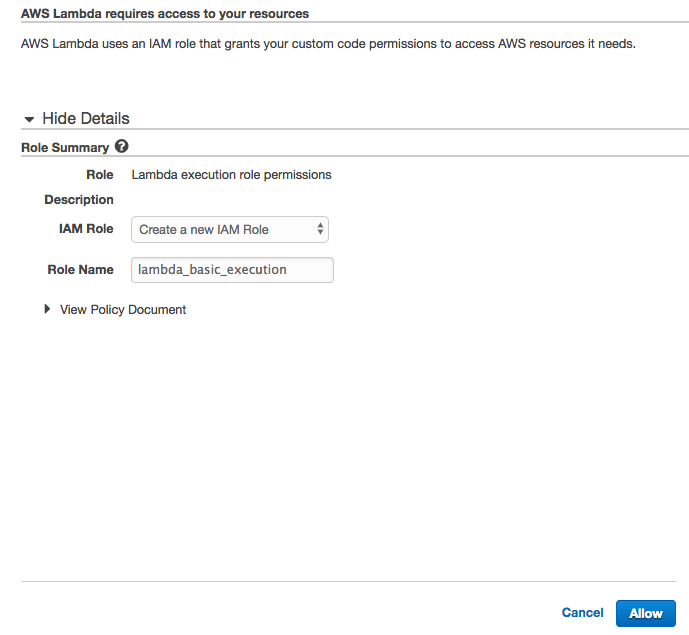 AWS Lambda requires access to your resources
AWS Lambda uses an IAM role that grants your custom code permissions to access AWS resources it needs.
Hide Details
Role Summary ?
Role Lambda execution role permissions
Description
IAM Role Create a new IAM Role
Role Name lambda_basic_execution
View Policy Document
Cancel Allow